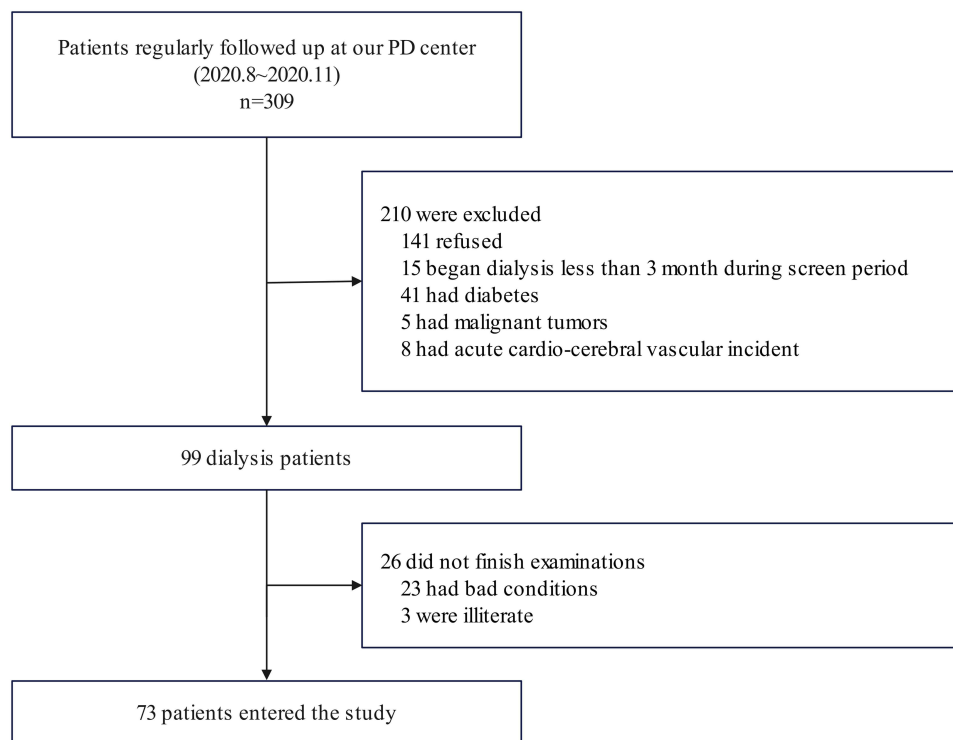 Patients regularly followed up at our PD center
(2020.8~2020.11)
n=309
210 were excluded
141 refused
15 began dialysis less than 3 month during screen period
41 had diabetes
5 had malignant tumors
8 had acute cardio-cerebral vascular incident
99 dialysis patients
26 did not finish examinations
23 had bad conditions
3 were illiterate
73 patients entered the study